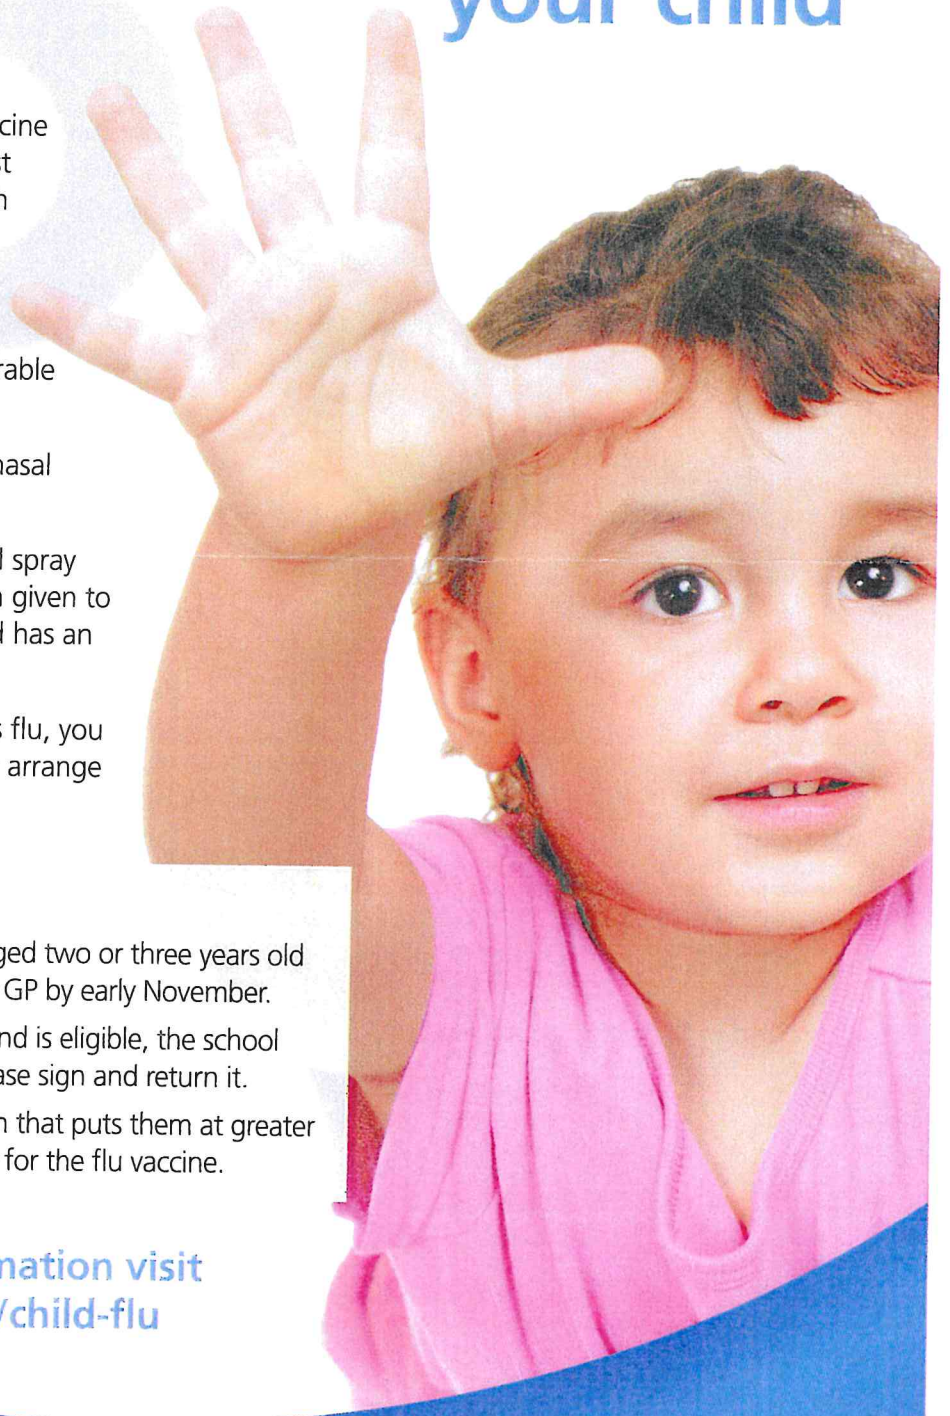 your child
cine
st
n
rable
nasal
d spray
n given to
d has an
s flu, you
arrange
ged two or three years old
GP by early November.
nd is eligible, the school
ase sign and return it.
n that puts them at greater
for the flu vaccine.
mation visit
/child-flu